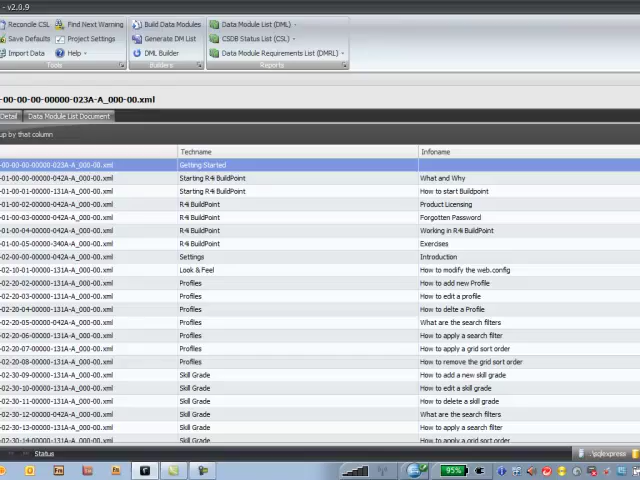 - v2.0.9
Reconcile CSL Find Next Warning Build Data Modules Data Module List (DML)
Save Defaults Project Settings Generate DM List CSDB Status List (CSL)
Import Data Help DML Builder Data Module Requirements List (DMRL)
Tools Builders Reports
-00-00-00-00000-023A-A_000-00.xml
Detail Data Module List Document
up by that column
Techname Infoname
-00-00-00-00000-023A-A_000-00.xml Getting Started
-01-00-00-00000-042A-A_000-00.xml Starting R4i BuildPoint What and Why
-01-00-01-00000-131A-A_000-00.xml Starting R4i BuildPoint How to start Buildpoint
-01-00-02-00000-042A-A_000-00.xml R4i BuildPoint Product Licensing
-01-00-03-00000-042A-A_000-00.xml R4i BuildPoint Forgotten Password
-01-00-04-00000-042A-A_000-00.xml R4i BuildPoint Working in R4i BuildPoint
-01-00-05-00000-340A-A_000-00.xml R4i BuildPoint Exercises
-02-00-00-00000-042A-A_000-00.xml Settings Introduction
-02-10-01-00000-131A-A_000-00.xml Look & Feel How to modify the web.config
-02-20-02-00000-131A-A_000-00.xml Profiles How to add new Profile
-02-20-03-00000-131A-A_000-00.xml Profiles How to edit a profile
-02-20-04-00000-131A-A_000-00.xml Profiles How to delte a Profile
-02-20-05-00000-042A-A_000-00.xml Profiles What are the search filters
-02-20-06-00000-131A-A_000-00.xml Profiles How to apply a search filter
-02-20-07-00000-131A-A_000-00.xml Profiles How to apply a grid sort order
-02-20-08-00000-131A-A_000-00.xml Profiles How to remove the grid sort order
-02-30-09-00000-131A-A_000-00.xml Skill Grade How to add a new skill grade
-02-30-10-00000-131A-A_000-00.xml Skill Grade How to edit a skill grade
-02-30-11-00000-131A-A_000-00.xml Skill Grade How to delete a skill grade
-02-30-12-00000-042A-A_000-00.xml Skill Grade What are the search filters
-02-30-13-00000-131A-A_000-00.xml Skill Grade How to apply a search filter
-02-30-14-00000-131A-A_000-00.xml Skill Grade How to apply a grid sort order
Status .\sqlexpress
95%